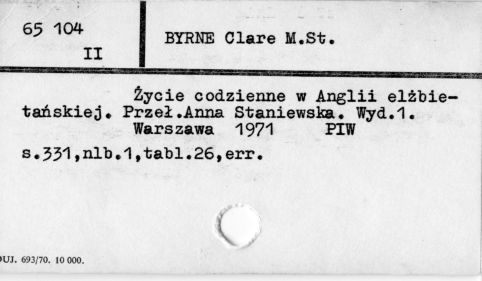 65 104
II
BYRNE Clare M.St.
Życie codzienne w Anglii elżbie-
tańskiej. Przeł.Anna Staniewska. Wyd.1.
Warszawa 1971 PIW
s.331,nlb.1,tabl.26,err.
DUJ. 693/70. 10 000.